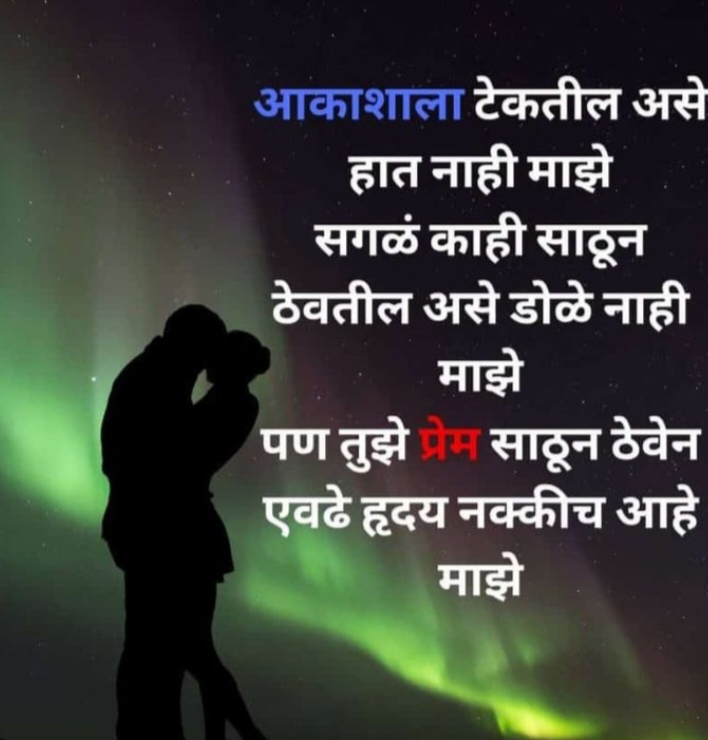 आकाशाला टेकतील असे
हात नाही माझे
सगळं काही साठून
ठेवतील असे डोळे नाही
माझे
पण तुझे प्रेम साठून ठेवेन
एवढे हृदय नक्कीच आहे
माझे